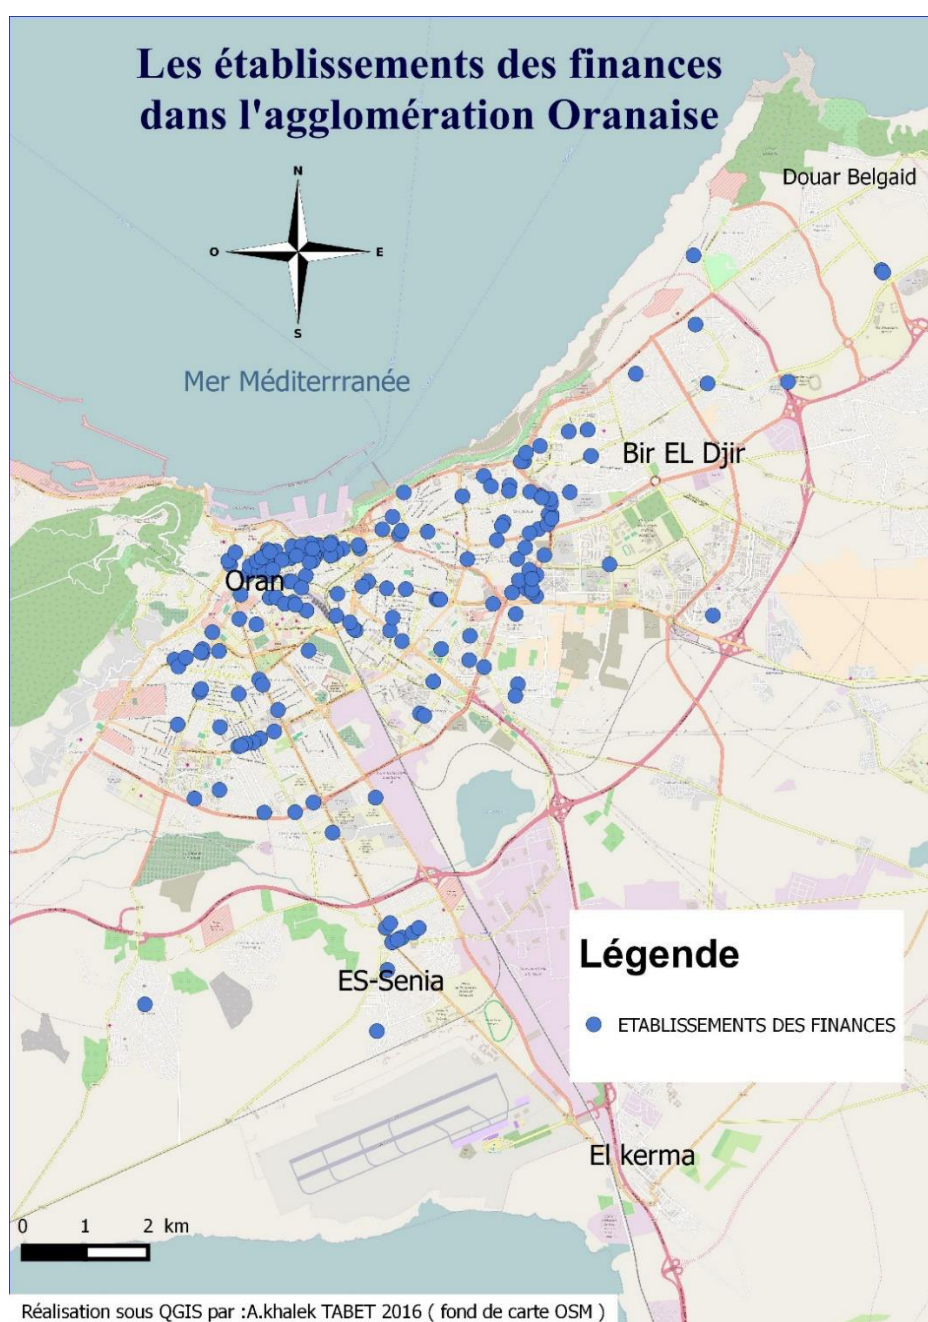 Les établissements des finances
dans l'agglomération Oranaise
N
O
E
S
Douar Belgaid
Mer Méditerrranée
Bir EL Djir
Oran
Légende
ES-Senia
ETABLISSEMENTS DES FINANCES
El kerma
0 1 2 km
Réalisation sous QGIS par :A.khalek TABET 2016 ( fond de carte OSM )